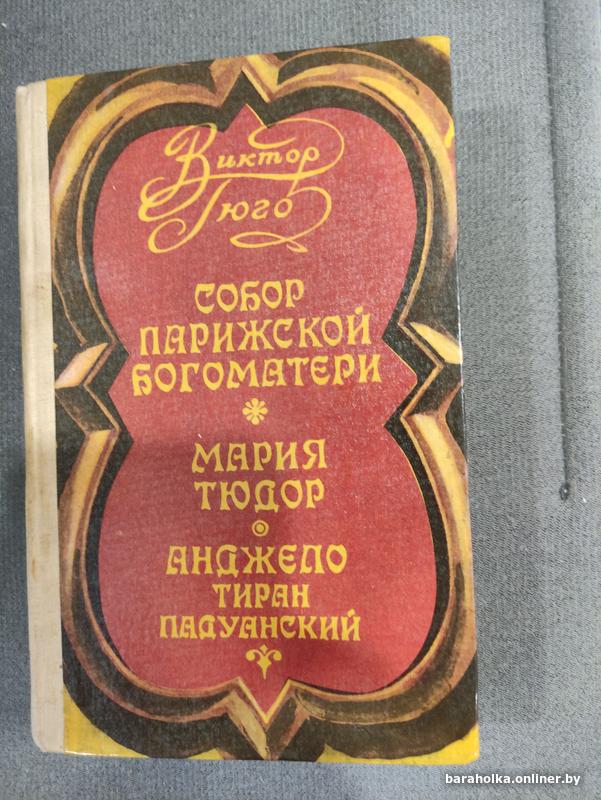 Виктор
Гюго
СОБОР
ПАРИЖСКОЙ
БОГОМАТЕРИ
МАРИЯ
ТЮДОР
АНДЖЕЛО
ТИРАН
ПАДУАНСКИЙ
baraholka.onliner.by